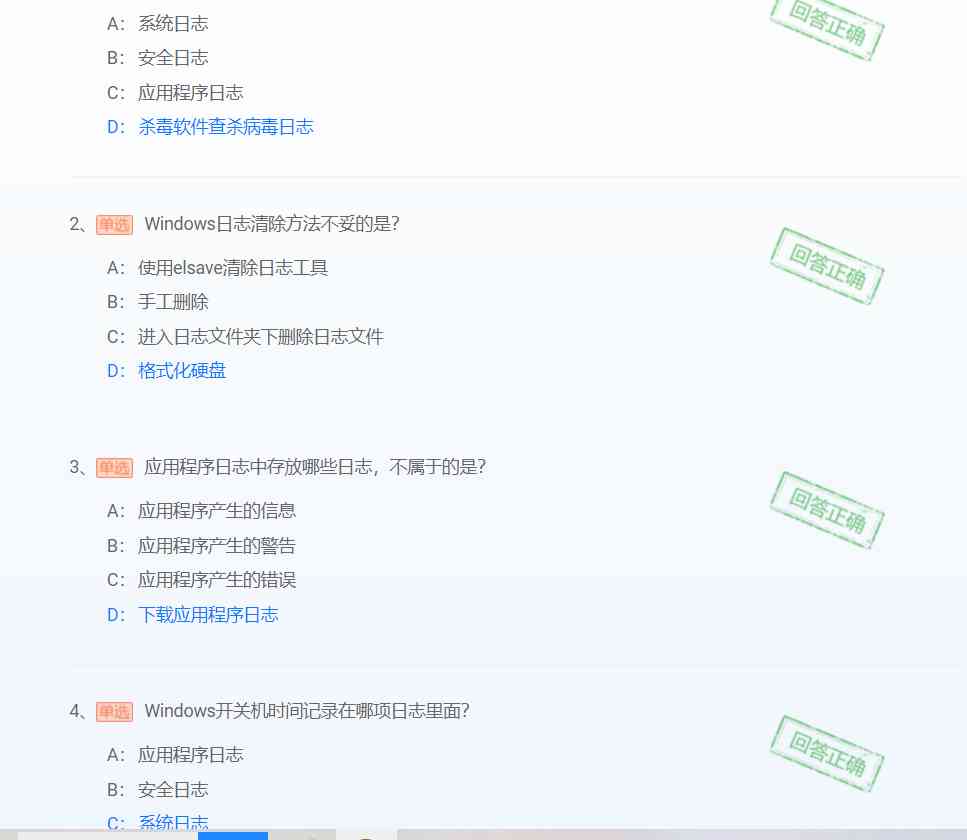 A： 系统日志
回答正确
B： 安全日志
C： 应用程序日志
D： 杀毒软件查杀病毒日志
2、 单选 Windows日志清除方法不妥的是？
回答正确
A： 使用elsave清除日志工具
B： 手工删除
C： 进入日志文件夹下删除日志文件
D： 格式化硬盘
3、 单选 应用程序日志中存放哪些日志，不属于的是？
回答正确
A： 应用程序产生的信息
B： 应用程序产生的警告
C： 应用程序产生的错误
D： 下载应用程序日志
4、 单选 Windows开关机时间记录在哪项日志里面？
回答正确
A： 应用程序日志
B： 安全日志
C： 系统日志